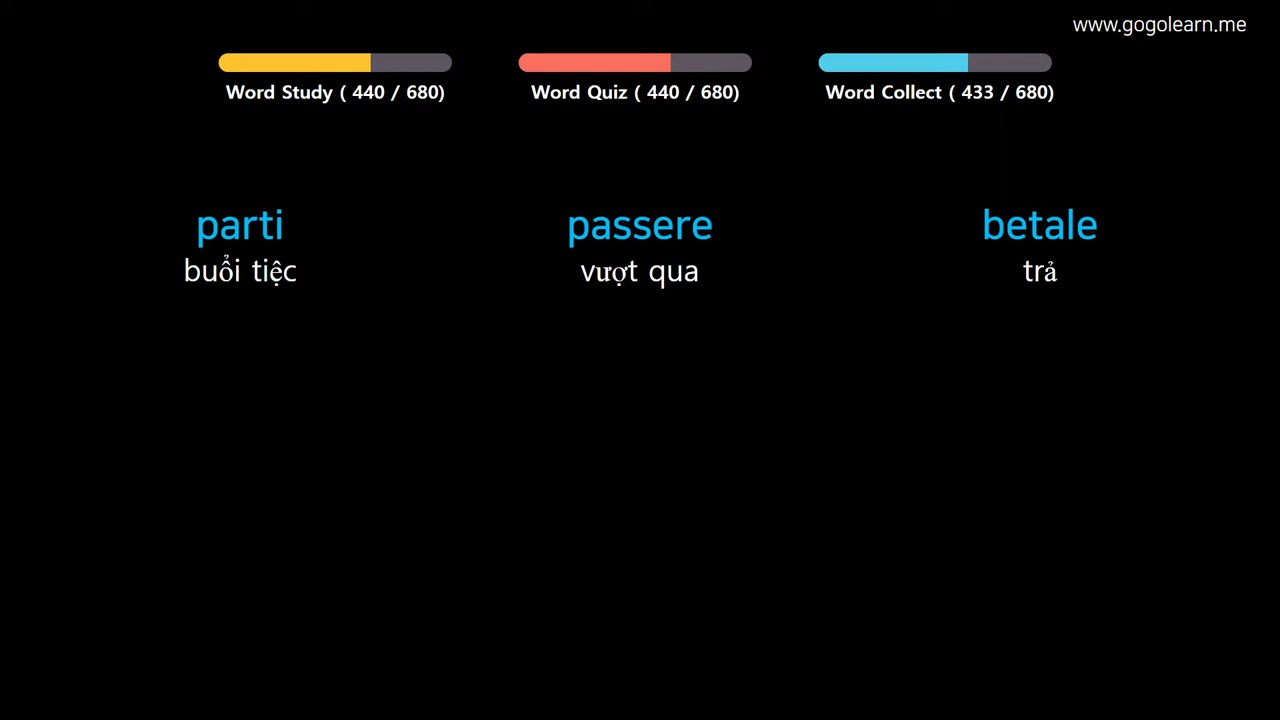 www.gogolearn.me
Word Study ( 440 / 680)
Word Quiz ( 440 / 680)
Word Collect ( 433 / 680)
parti
buổi tiệc
passere
vượt qua
betale
trả